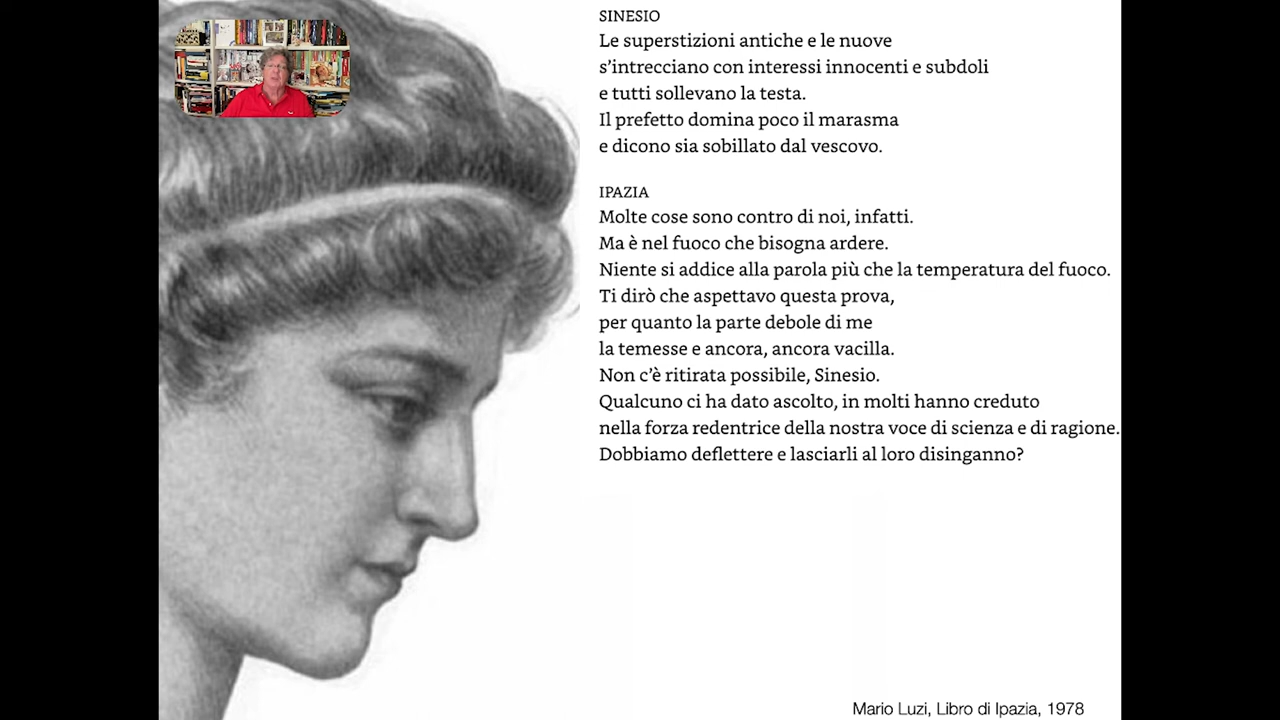 SINESIO
Le superstizioni antiche e le nuove
s’intrecciano con interessi innocenti e subdoli
e tutti sollevano la testa.
Il prefetto domina poco il marasma
e dicono sia sobillato dal vescovo.
IPAZIA
Molte cose sono contro di noi, infatti.
Ma è nel fuoco che bisogna ardere.
Niente si addice alla parola più che la temperatura del fuoco.
Ti dirò che aspettavo questa prova,
per quanto la parte debole di me
la temesse e ancora, ancora vacilla.
Non c’è ritirata possibile, Sinesio.
Qualcuno ci ha dato ascolto, in molti hanno creduto
nella forza redentrice della nostra voce di scienza e di ragione.
Dobbiamo deflettere e lasciarli al loro disinganno?
Mario Luzi, Libro di Ipazia, 1978